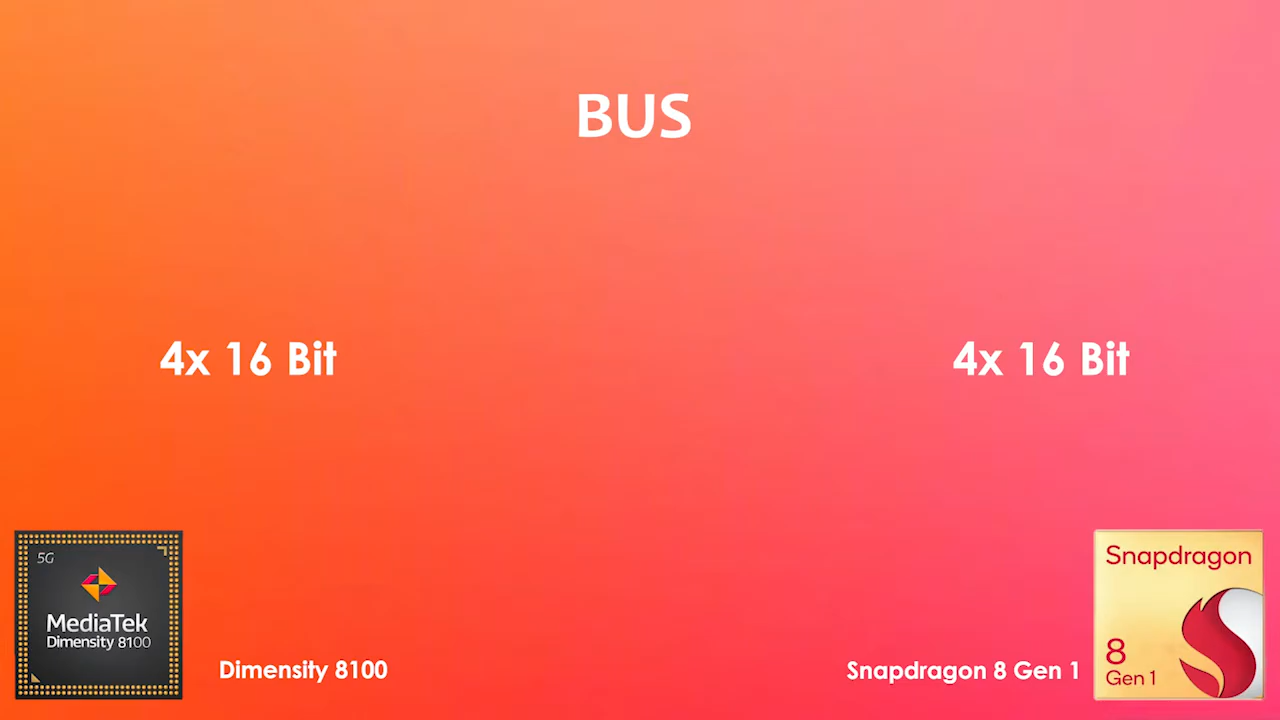 BUS
4x 16 Bit
4x 16 Bit
5G
MediaTek
Dimensity 8100
Dimensity 8100
Snapdragon 8 Gen 1
Snapdragon
8
Gen 1